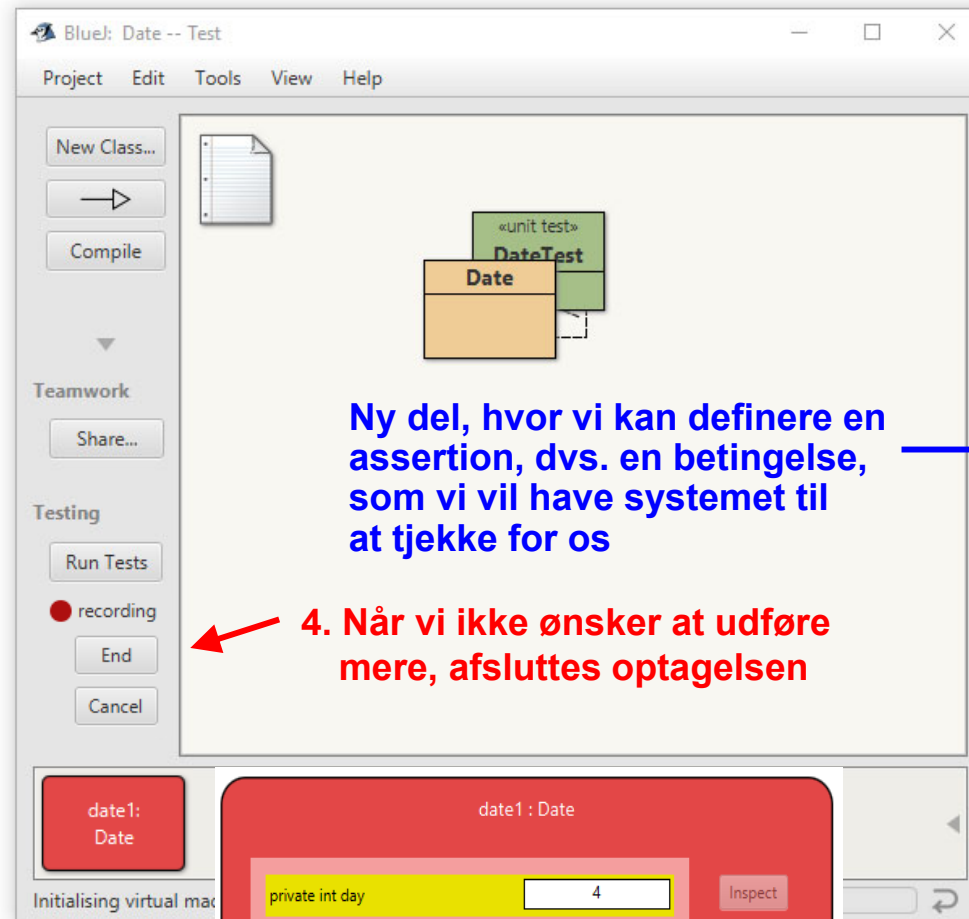 BlueJ: Date -- Test
Project Edit Tools View Help
New Class...
Compile
Teamwork
Share...
Testing
Run Tests
recording
End
Cancel
«unit test»
DateTest
Date
Ny del, hvor vi kan definere en
assertion, dvs. en betingelse,
som vi vil have systemet til
at tjekke for os
4. Når vi ikke ønsker at udføre
mere, afsluttes optagelsen
date1:
Date
date1 : Date
private int day 4 Inspect
Initialising virtual